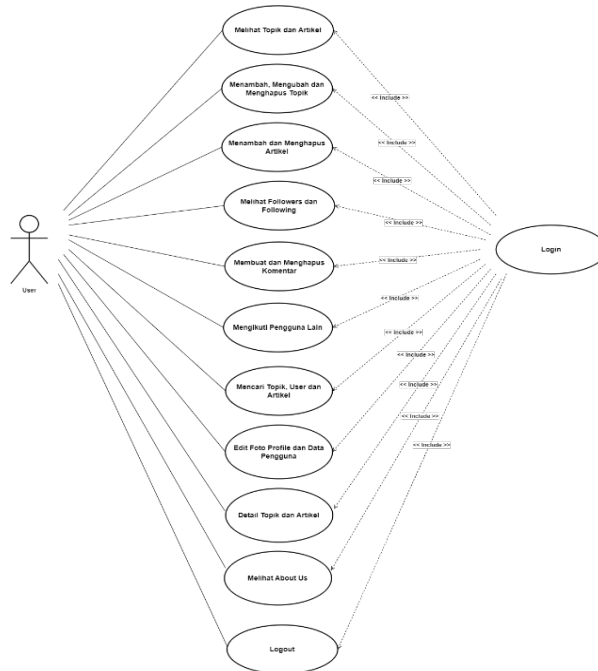 Melihat Topik dan Artikel
<< Include >>
Menambah, Mengubah dan
Menghapus Topik
<< Include >>
Menambah dan Menghapus
Artikel
<< Include >>
Melihat Followers dan
Following
<< Include >>
Login
Membuat dan Menghapus
Komentar
<< Include >>
User
Mengikuti Pengguna Lain
<< Include >>
<< Include >>
Mencari Topik, User dan
Artikel
<< Include >>
Edit Foto Profile dan Data
Pengguna
<< Include >>
<< Include >>
<< Include >>
Detail Topik dan Artikel
Melihat About Us
Logout